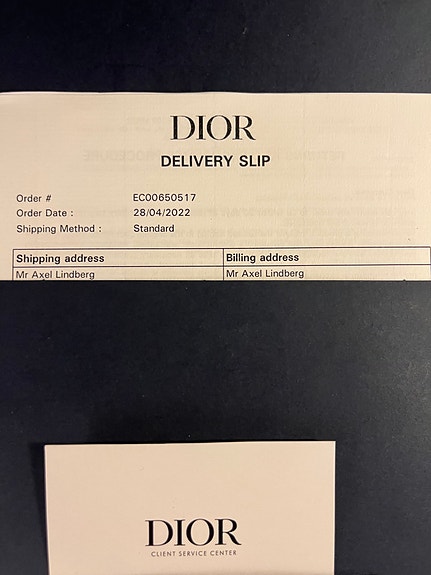 DIOR
DELIVERY SLIP
Order # EC00650517
Order Date : 28/04/2022
Shipping Method : Standard
Shipping address Billing address
Mr Axel Lindberg Mr Axel Lindberg
DIOR
CLIENT SERVICE CENTER